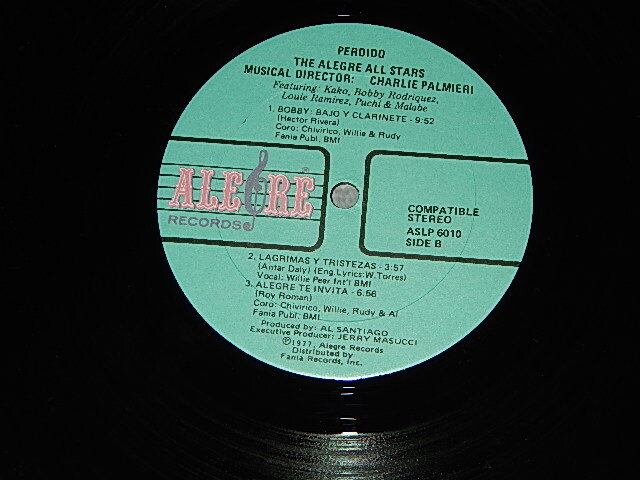 PERDIDO
THE ALEGRE ALL STARS
MUSICAL DIRECTOR: CHARLIE PALMIERI
Featuring: Kako, Bobby Rodriquez,
Louie Ramirez, Puchi & Malabe
1. BOBBY: BAJO Y CLARINETE - 9:52
(Hector Rivera)
Coro: Chivirico, Willie & Rudy
Fania Publ. BMI
ALEGRE
®
RECORDS
COMPATIBLE
STEREO
ASLP 6010
SIDE B
2. LAGRIMAS Y TRISTEZAS - 3:57
(Antar Daly) (Eng.Lyrics:W.Torres)
Vocal: Willie Peer Int'l BMI
3. ALEGRE TE INVITA - 6:56
(Roy Roman)
Coro: Chivirico, Willie, Rudy & Al
Fania Publ. BMI
Produced by: AL SANTIAGO
Executive Producer: JERRY MASUCCI
Ⓟ1977, Alegre Records
Distributed by
Fania Records, Inc.